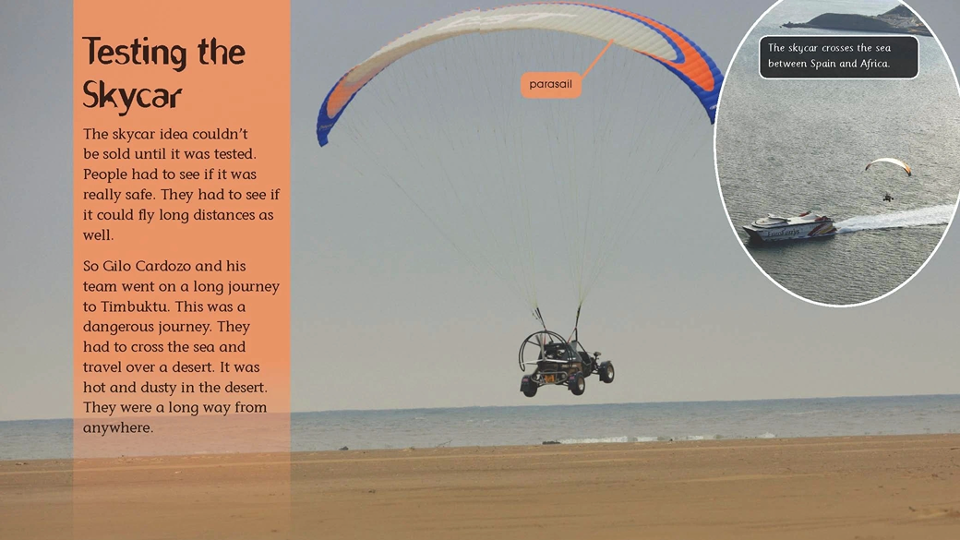 Testing the
Skycar
The skycar idea couldn't
be sold until it was tested.
People had to see if it was
really safe. They had to see if
it could fly long distances as
well.
So Gilo Cardozo and his
team went on a long journey
to Timbuktu. This was a
dangerous journey. They
had to cross the sea and
travel over a desert. It was
hot and dusty in the desert.
They were a long way from
anywhere.
parasail
The skycar crosses the sea
between Spain and Africa.